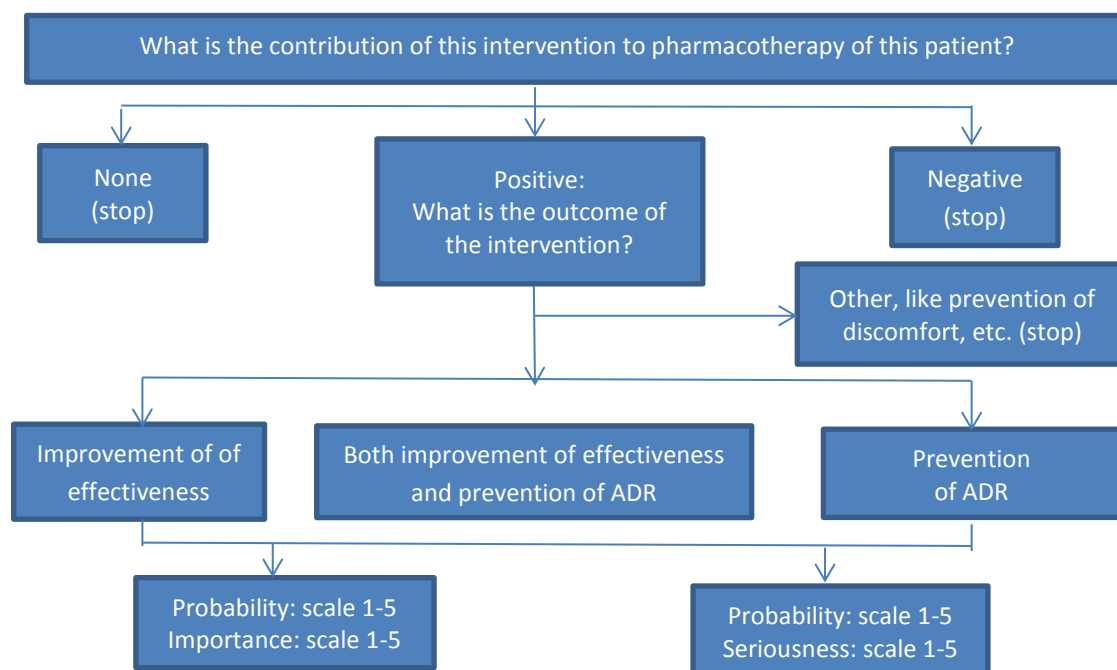 What is the contribution of this intervention to pharmacotherapy of this patient?
None
(stop)
Positive:
What is the outcome of
the intervention?
Negative
(stop)
Other, like prevention of
discomfort, etc. (stop)
Improvement of of
effectiveness
Both improvement of effectiveness
and prevention of ADR
Prevention
of ADR
Probability: scale 1-5
Importance: scale 1-5
Probability: scale 1-5
Seriousness: scale 1-5